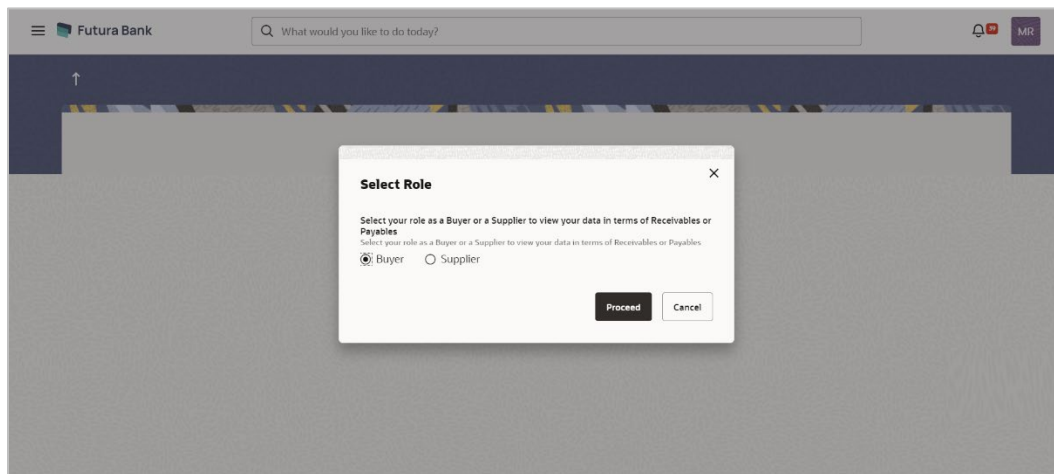 Futura Bank
What would you like to do today?
MR
Select Role
Select your role as a Buyer or a Supplier to view your data in terms of Receivables or
Payables
Select your role as a Buyer or a Supplier to view your data in terms of Receivables or Payables
Buyer Supplier
Proceed Cancel